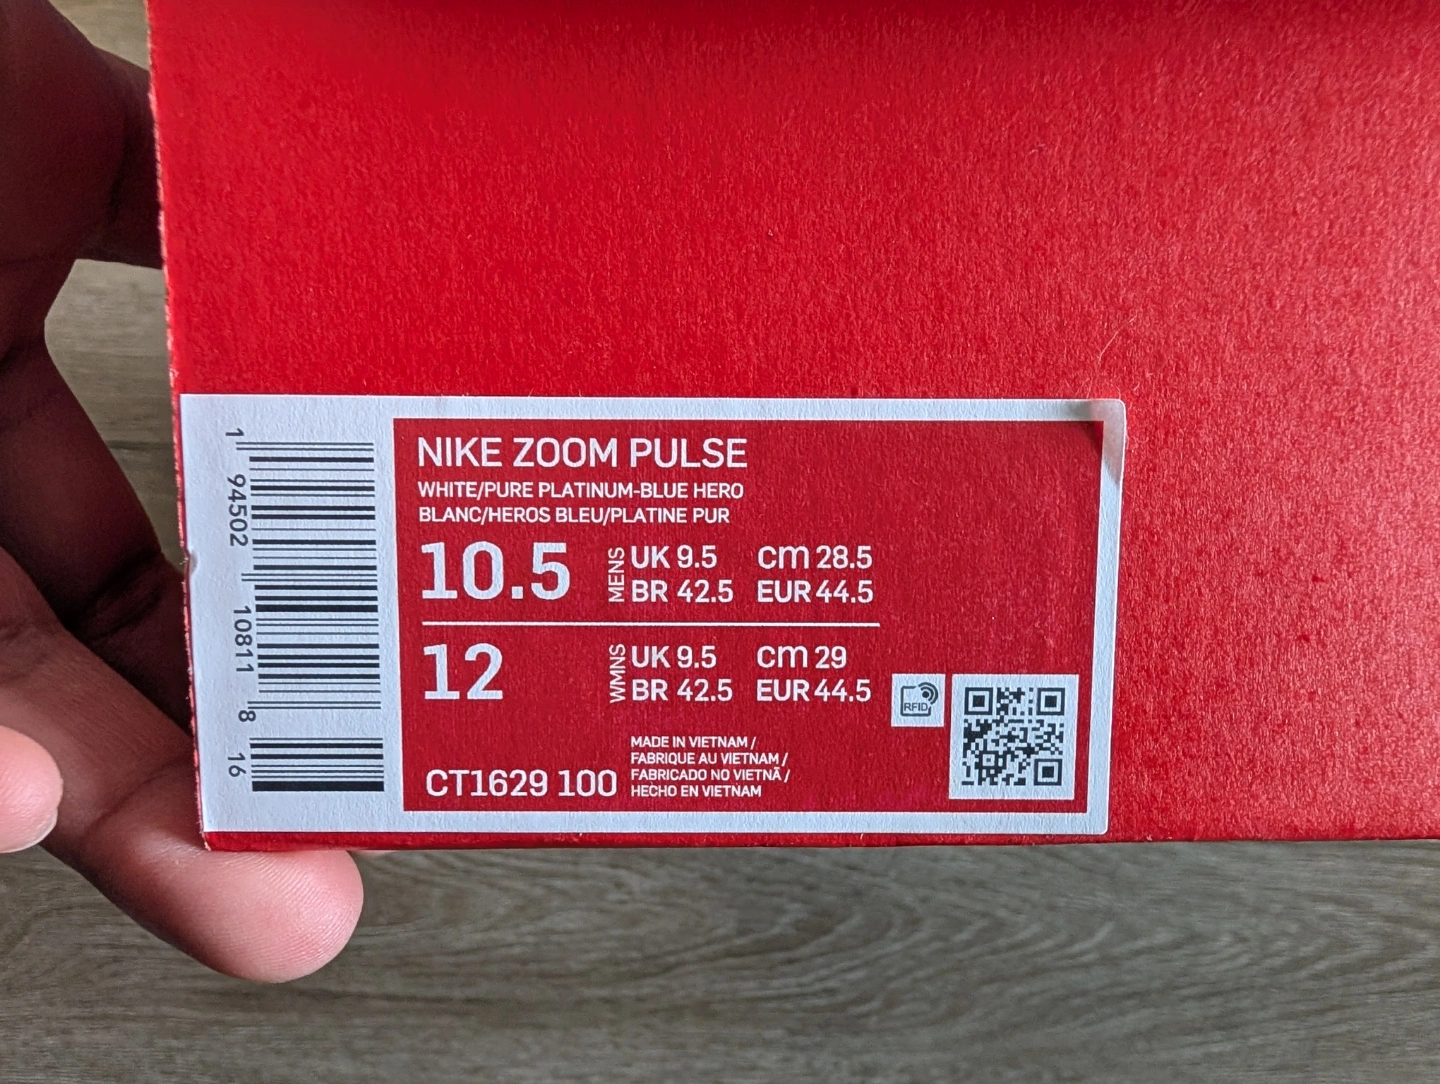 1 94502 10811 8 16
NIKE ZOOM PULSE
WHITE/PURE PLATINUM-BLUE HERO
BLANC/HEROS BLEU/PLATINE PUR
10.5 MENS UK 9.5 cm 28.5
BR 42.5 EUR 44.5
12 WMNS UK 9.5 cm 29
BR 42.5 EUR 44.5
RFID
CT1629 100
MADE IN VIETNAM /
FABRIQUE AU VIETNAM /
FABRICADO NO VIETNÃ /
HECHO EN VIETNAM